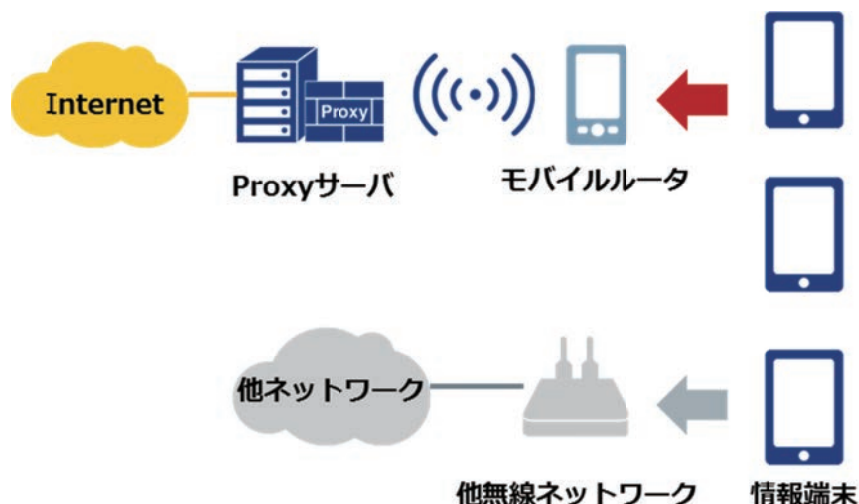 Internet
Proxy
Proxyサーバ
モバイルルータ
他ネットワーク
他無線ネットワーク
情報端末